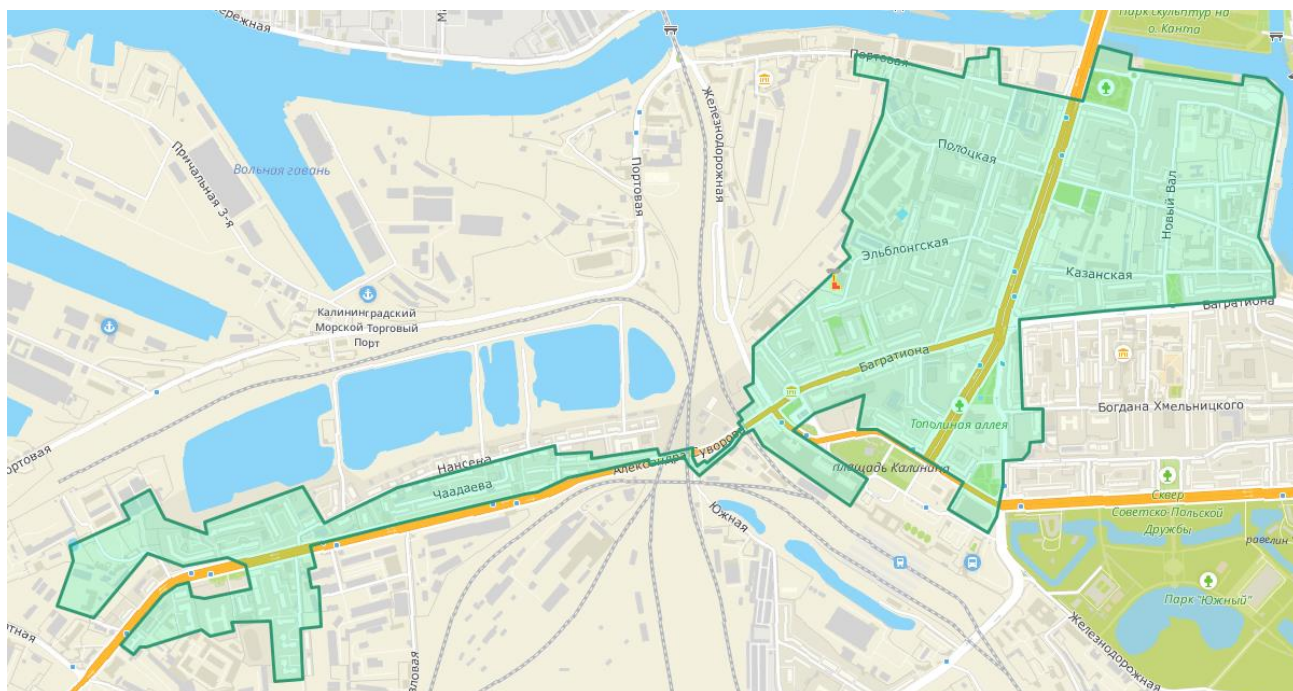 Парк скульптур на
о. Канта
Портовая
Железнодорожная
Причальная 3-я
Вольная гавань
Портовая
Полоцкая
Новый Вал
Эльблонгская
Казанская
Багратиона
Калининградский
Морской Торговый
Порт
Багратиона
Богдана Хмельницкого
Тополиная аллея
Александра Суворова
площадь Калинина
Нансена
Чаадаева
Сквер
Советско-Польской
Дружбы
Южная
Парк "Южный"
Железнодорожная